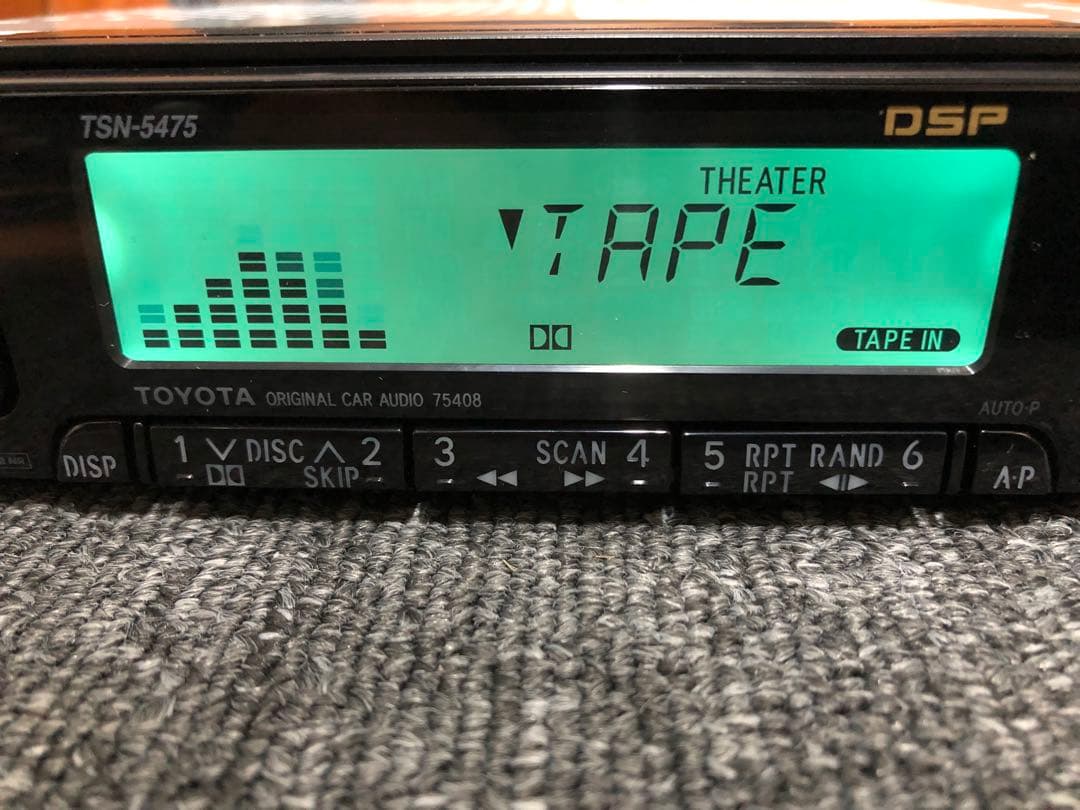 TSN-5475
DSP
THEATER
TAPE
TAPE IN
TOYOTA ORIGINAL CAR AUDIO 75408
AUTO·P
DISP
1 DISC 2
SKIP
3 SCAN 4
5 RPT RAND 6
RPT
A·P